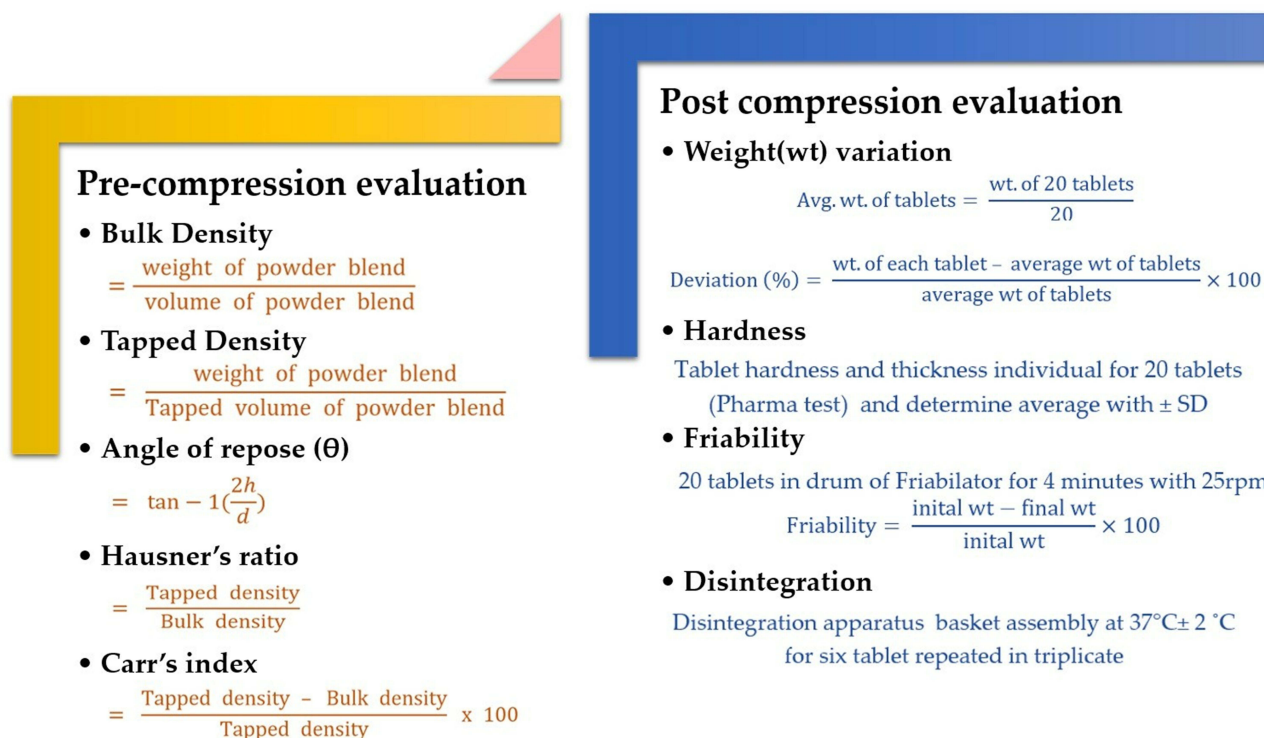 Pre-compression evaluation
• Bulk Density
= weight of powder blend / volume of powder blend
• Tapped Density
= weight of powder blend / Tapped volume of powder blend
• Angle of repose (θ)
= tan − 1(2h/d)
• Hausner’s ratio
= Tapped density / Bulk density
• Carr’s index
= Tapped density – Bulk density / Tapped density x 100
Post compression evaluation
• Weight(wt) variation
Avg. wt. of tablets = wt. of 20 tablets / 20
Deviation (%) = wt. of each tablet – average wt of tablets / average wt of tablets × 100
• Hardness
Tablet hardness and thickness individual for 20 tablets
(Pharma test) and determine average with ± SD
• Friability
20 tablets in drum of Friabilator for 4 minutes with 25rpm
Friability = inital wt − final wt / inital wt × 100
• Disintegration
Disintegration apparatus basket assembly at 37°C± 2 °C
for six tablet repeated in triplicate